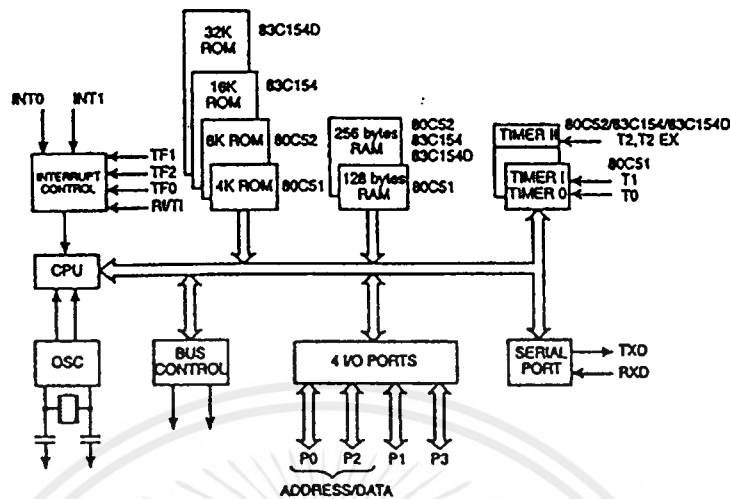 32K
ROM
83C154D
16K
ROM
83C154
8K ROM
80C52
4K ROM
80C51
INT0
INT1
INTERRUPT
CONTROL
TF1
TF2
TF0
RI/TI
256 bytes
RAM
80C52
83C154
83C154D
128 bytes
RAM
80C51
80C52/83C154/83C154D
TIMER II
T2,T2 EX
80C51
TIMER I
T1
TIMER 0
T0
CPU
OSC
BUS
CONTROL
4 I/O PORTS
SERIAL
PORT
TXD
RXD
P0
P2
P1
P3
ADDRESS/DATA